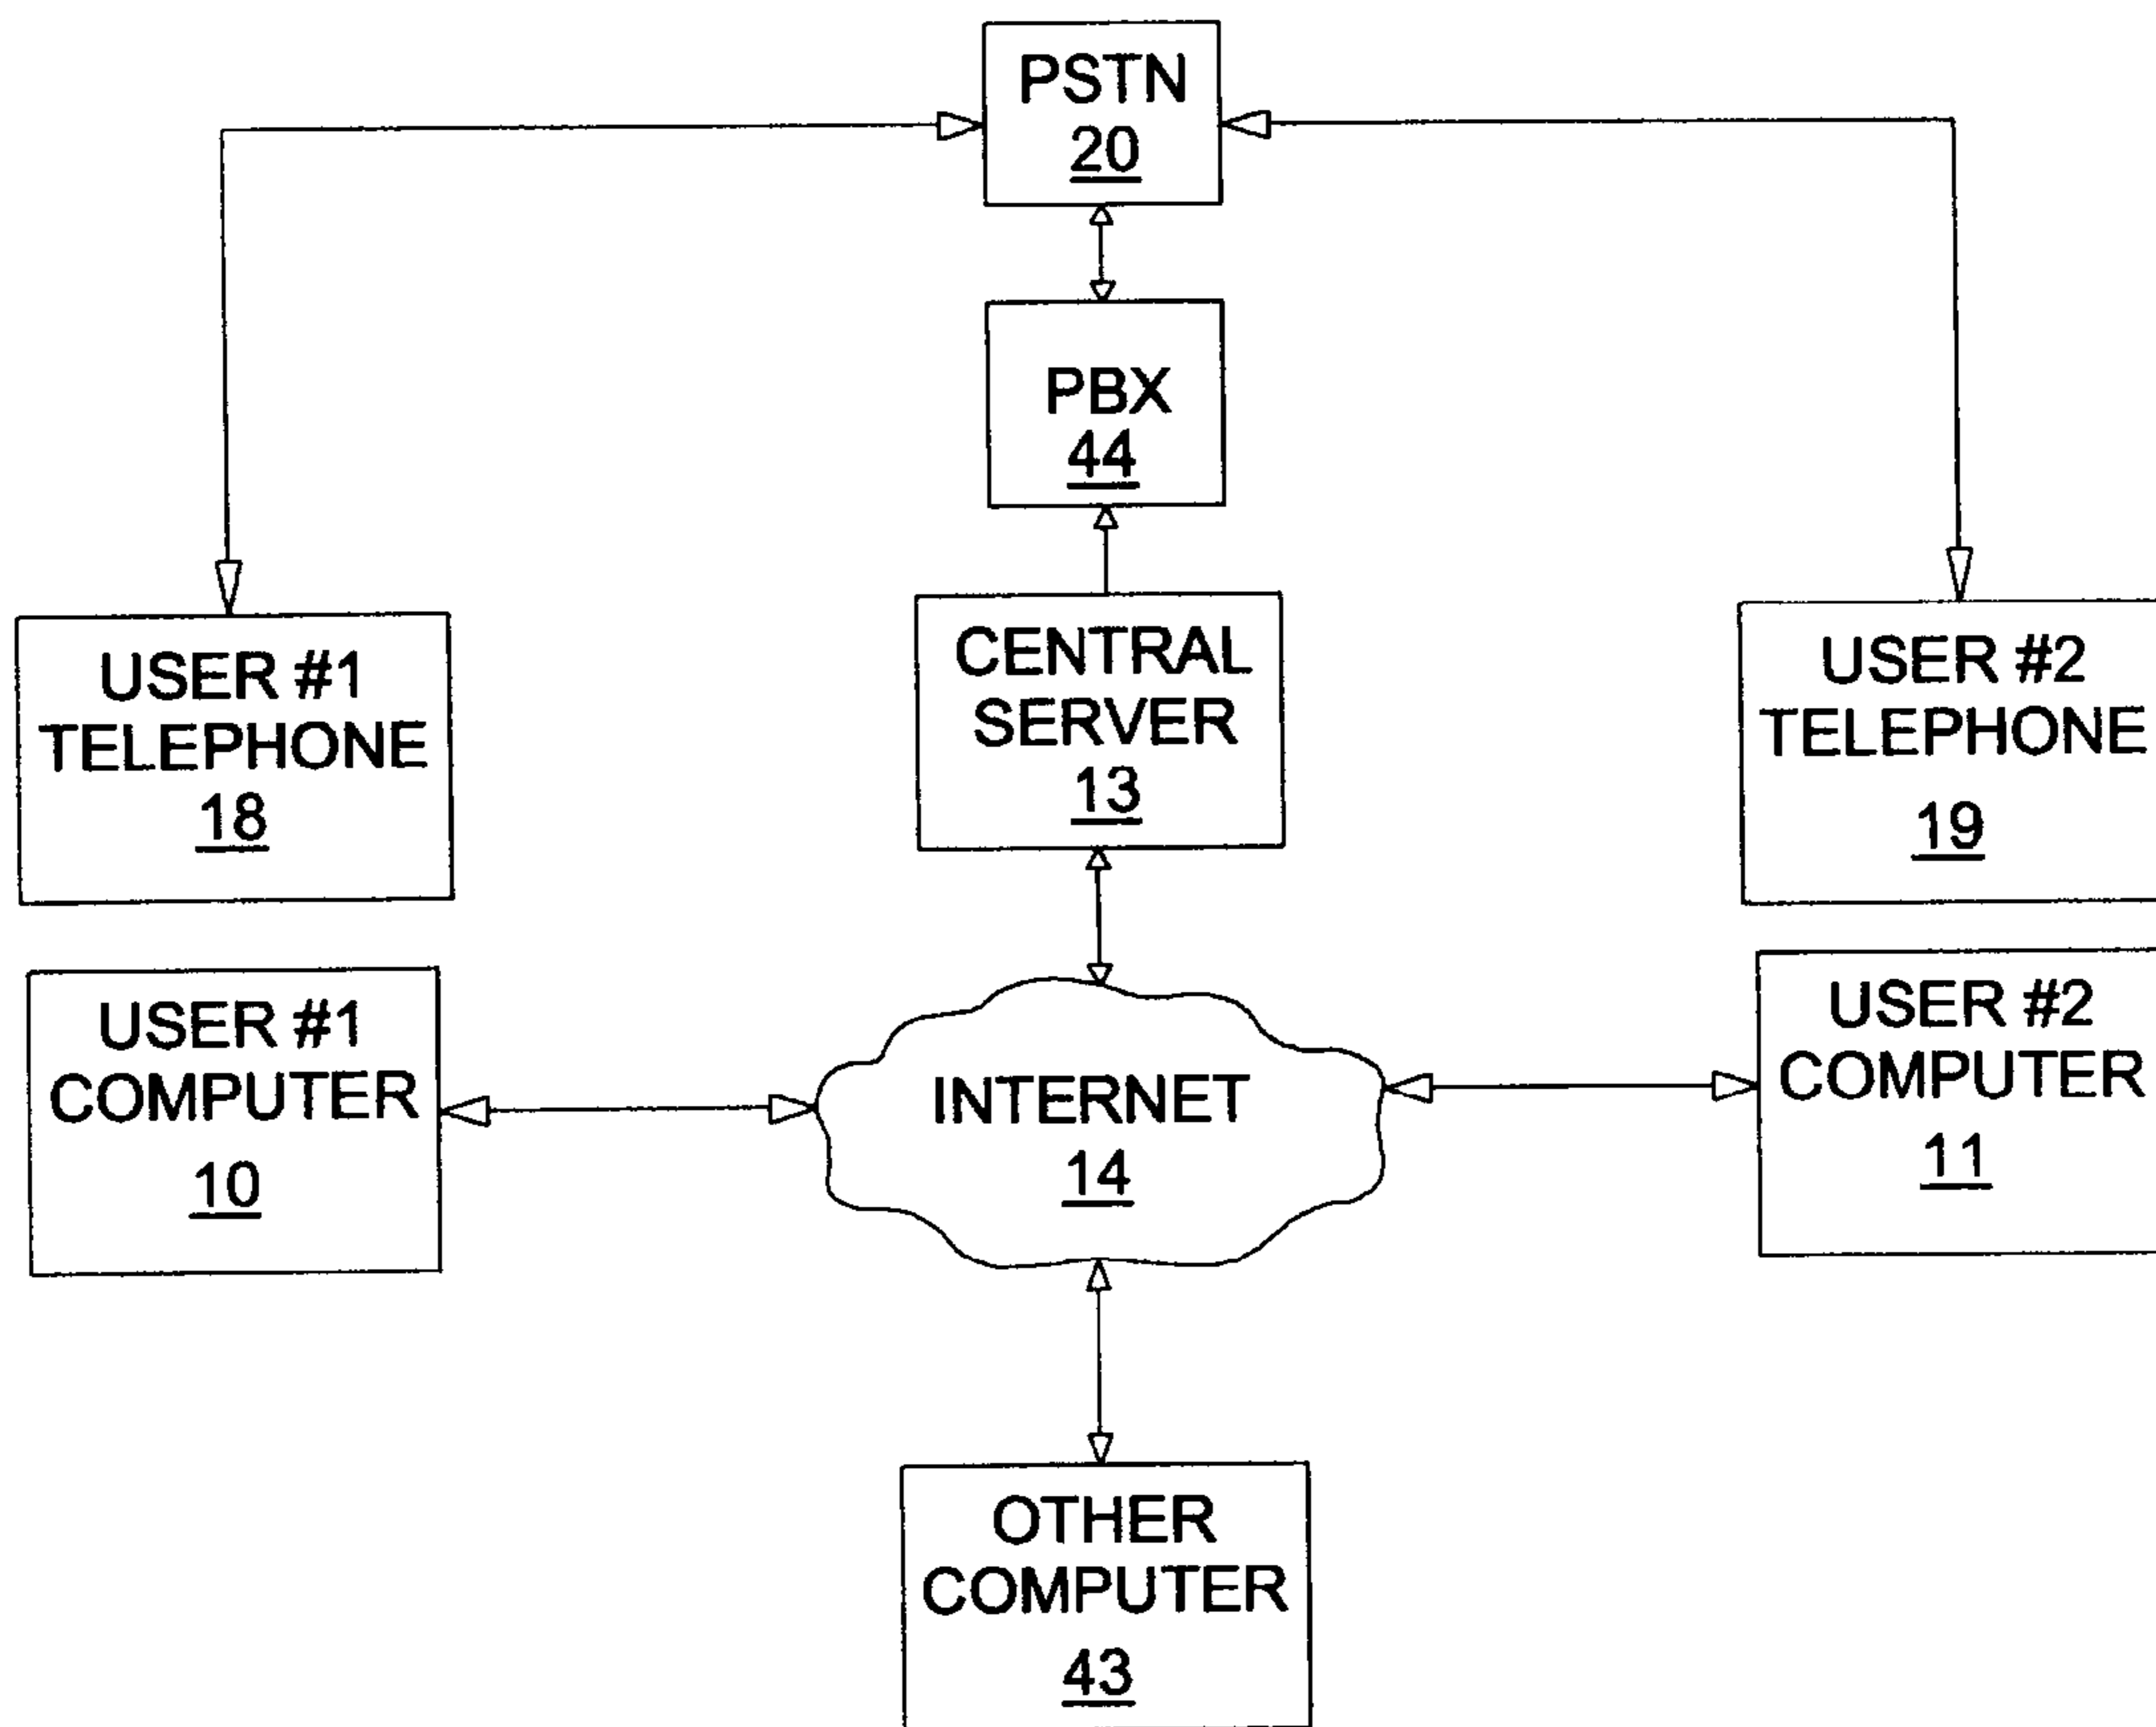 PSTN
20
PBX
44
USER #1
TELEPHONE
18
CENTRAL
SERVER
13
USER #2
TELEPHONE
19
USER #1
COMPUTER
10
INTERNET
14
USER #2
COMPUTER
11
OTHER
COMPUTER
43